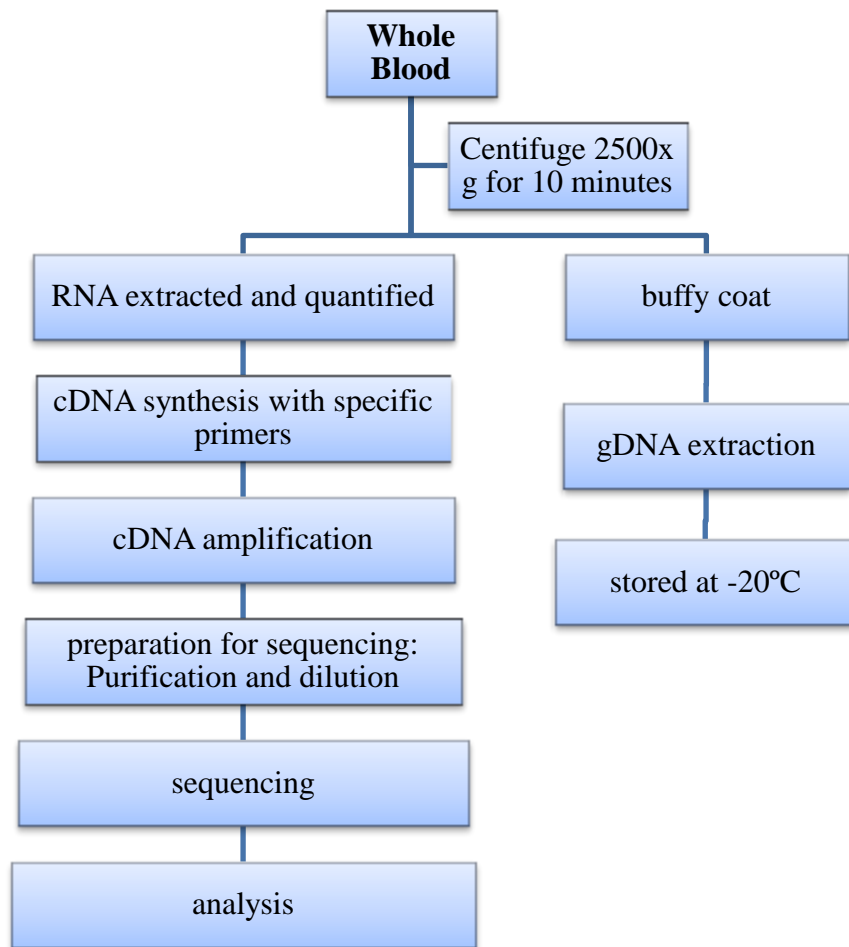 Whole
Blood
Centifuge 2500x
g for 10 minutes
RNA extracted and quantified
buffy coat
cDNA synthesis with specific
primers
gDNA extraction
cDNA amplification
stored at -20ºC
preparation for sequencing:
Purification and dilution
sequencing
analysis